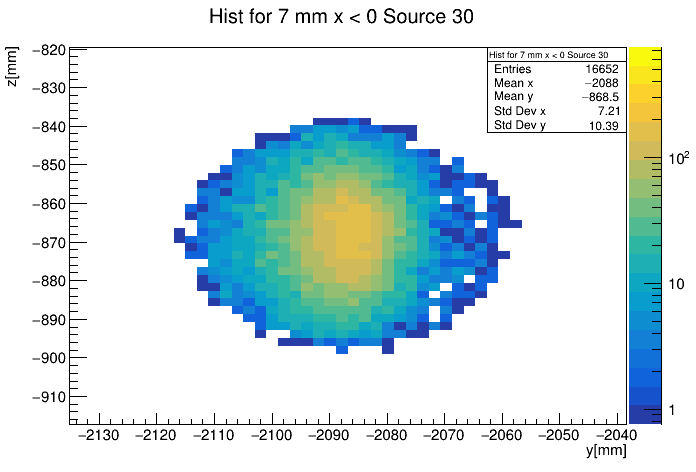 Hist for 7 mm x < 0 Source 30
z[mm]
−820
−830
−840
−850
−860
−870
−880
−890
−900
−910
Hist for 7 mm x < 0 Source 30
Entries 16652
Mean x −2088
Mean y −868.5
Std Dev x 7.21
Std Dev y 10.39
10²
10
1
−2130 −2120 −2110 −2100 −2090 −2080 −2070 −2060 −2050 −2040
y[mm]